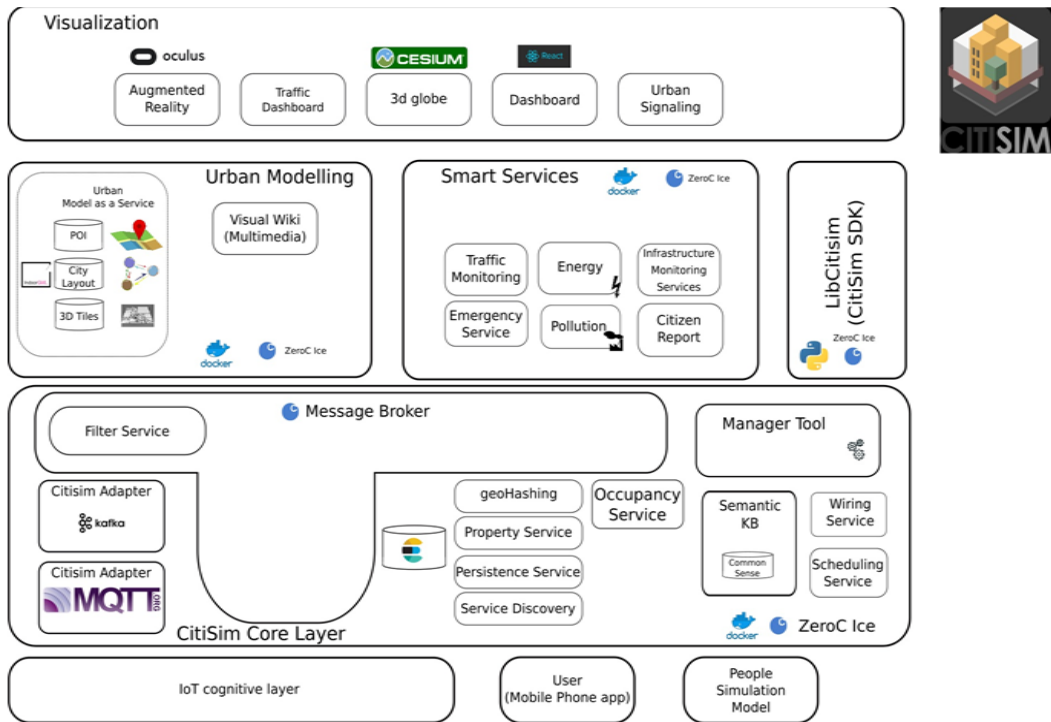 Visualization
oculus
CESIUM
React
Augmented
Reality
Traffic
Dashboard
3d globe
Dashboard
Urban
Signaling
CITISIM
Urban
Model as a Service
Urban Modelling
POI
City
Layout
3D Tiles
IndoorGML
Visual Wiki
(Multimedia)
docker
ZeroC Ice
Smart Services
docker
ZeroC Ice
Traffic
Monitoring
Energy
Infrastructure
Monitoring
Services
Emergency
Service
Pollution
Citizen
Report
LibCitisim
(CitiSim SDK)
ZeroC Ice
Message Broker
Filter Service
Manager Tool
Citisim Adapter
kafka
Citisim Adapter
MQTT.ORG
geoHashing
Property Service
Persistence Service
Service Discovery
Occupancy
Service
Semantic
KB
Common
Sense
Wiring
Service
Scheduling
Service
CitiSim Core Layer
docker
ZeroC Ice
IoT cognitive layer
User
(Mobile Phone app)
People
Simulation
Model